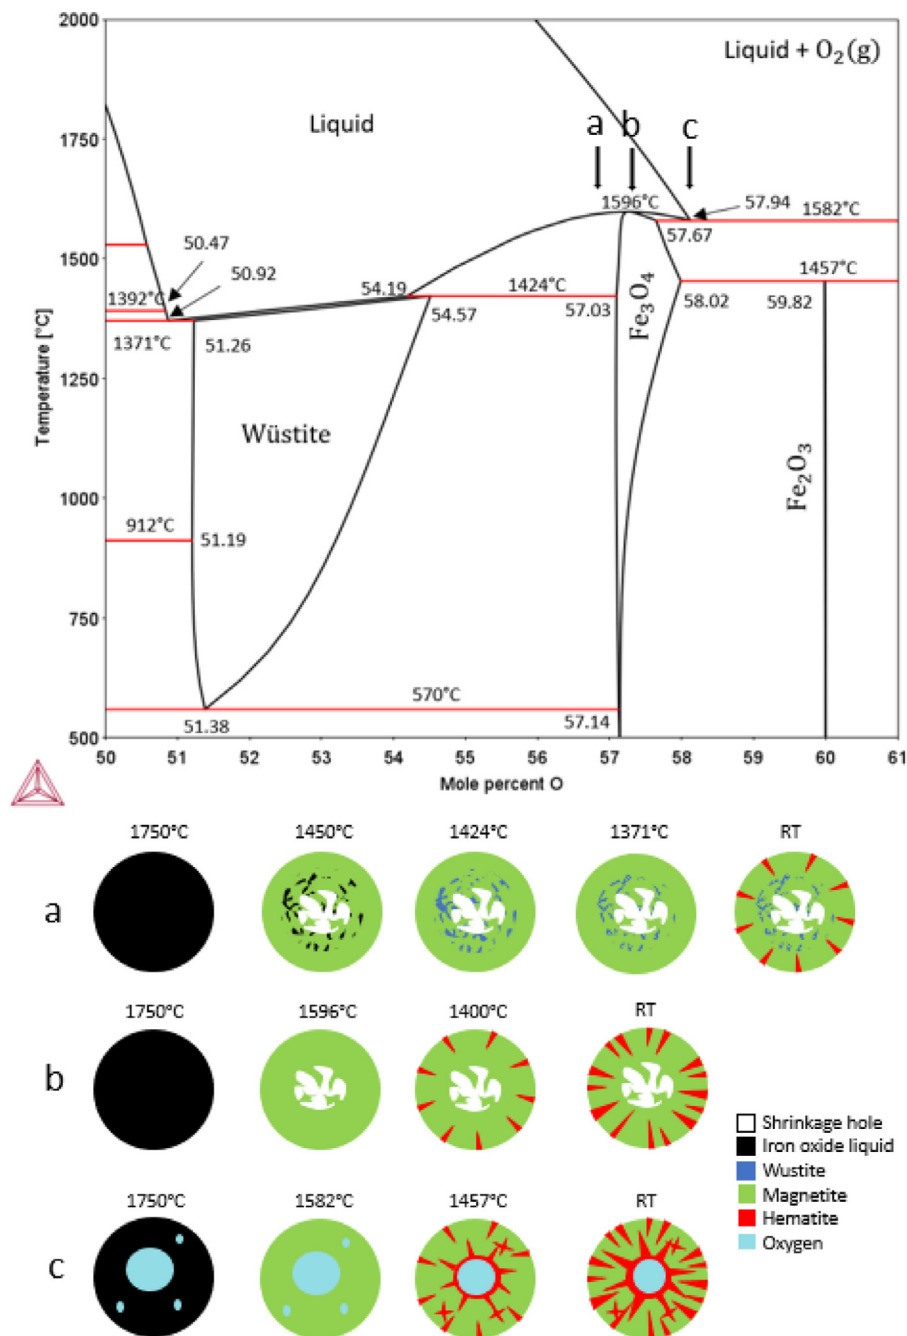 2000
Liquid + O₂(g)
a b c
Liquid
1750
1596°C
57.94
1582°C
50.47
57.67
1500
50.92
1457°C
1392°C
54.19
1424°C
58.02
59.82
54.57
57.03
Fe₃O₄
1371°C
51.26
1250
Temperature [°C]
Wüstite
Fe₂O₃
1000
912°C
51.19
750
570°C
51.38
57.14
500
50 51 52 53 54 55 56 57 58 59 60 61
Mole percent O
1750°C 1450°C 1424°C 1371°C RT
a
1750°C 1596°C 1400°C RT
b
Shrinkage hole
Iron oxide liquid
Wustite
Magnetite
Hematite
Oxygen
1750°C 1582°C 1457°C RT
c